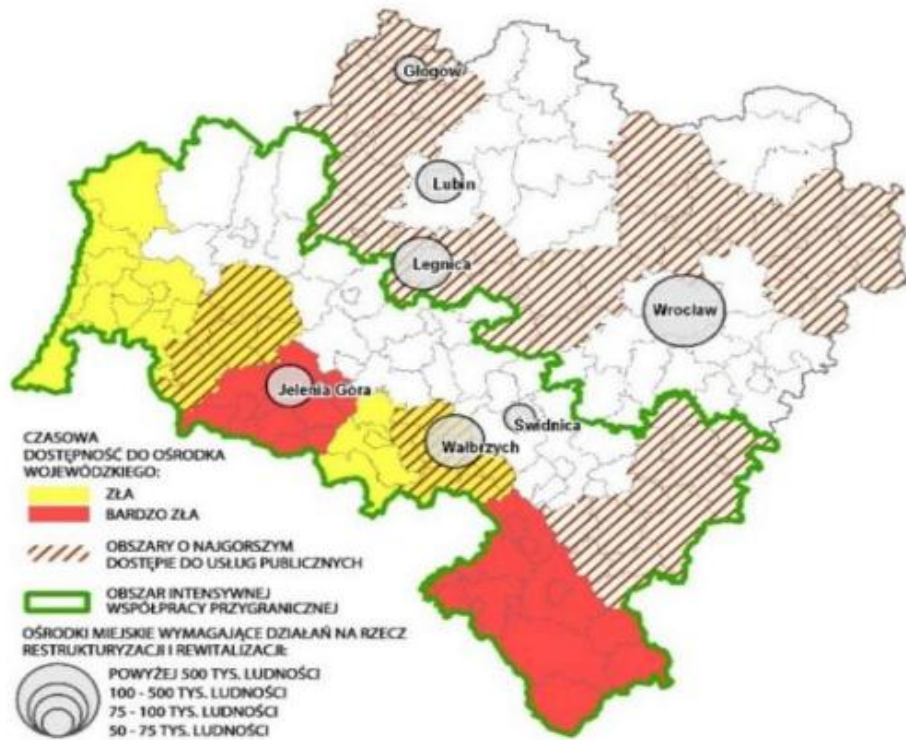 Głogow
Lubin
Legnica
Wrocław
Jelenia Góra
Świdnica
Wałbrzych
CZASOWA
DOSTĘPNOŚĆ DO OŚRODKA
WOJEWÓDZKIEGO:
ZŁA
BARDZO ZŁA
OBSZARY O NAJGORSZYM
DOSTĘPIE DO USŁUG PUBLICZNYCH
OBSZAR INTENSYWNEJ
WSPÓŁPRACY PRZYGRANICZNEJ
OŚRODKI MIEJSKIE WYMAGAJĄCE DZIAŁAŃ NA RZECZ
RESTRUKTURYZACJI I REWITALIZACJI:
POWYŻEJ 500 TYS. LUDNOŚCI
100 - 500 TYS. LUDNOŚCI
75 - 100 TYS. LUDNOŚCI
50 - 75 TYS. LUDNOŚCI